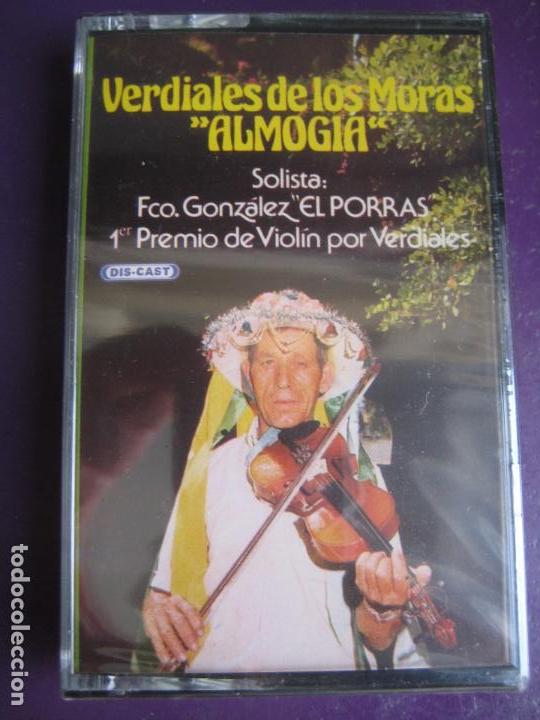 Verdiales de los Moras
"ALMOGIA"
Solista:
Fco. González "EL PORRAS"
1er Premio de Violín por Verdiales
DIS-CAST
todocoleccion.net